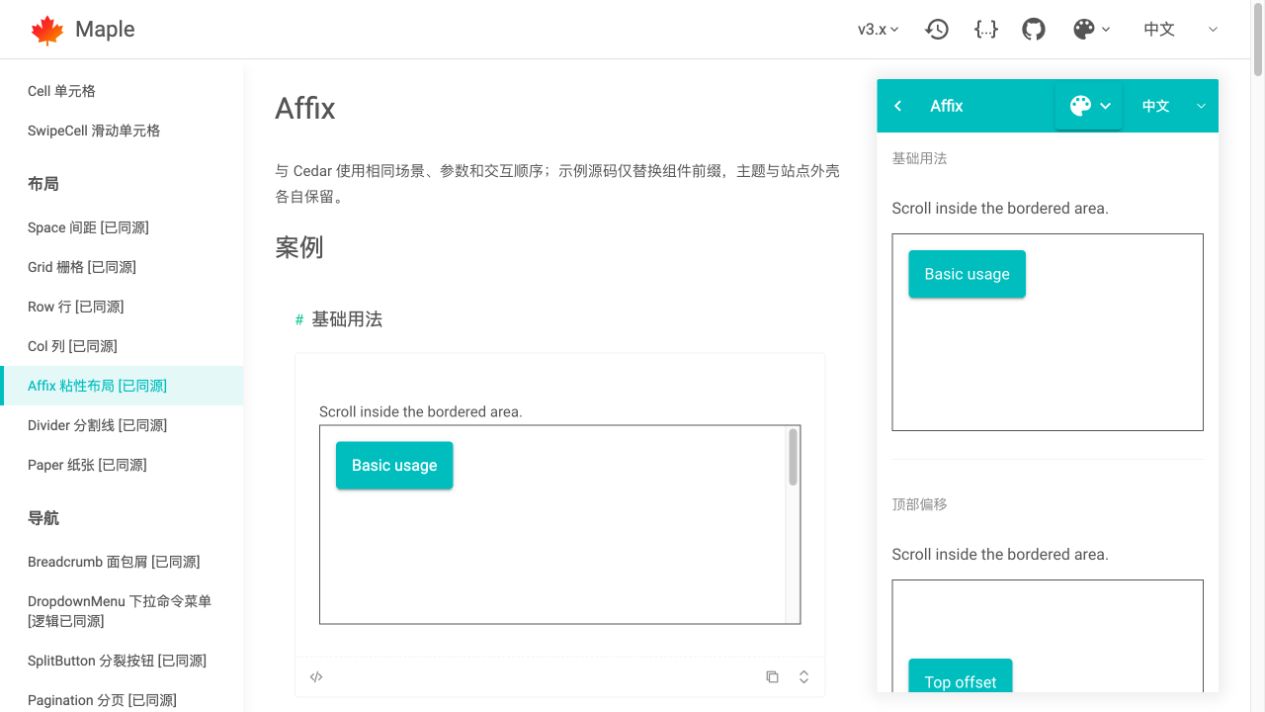 Maple
v3.x
{...}
中文
Cell 单元格
SwipeCell 滑动单元格
布局
Space 间距 [已同源]
Grid 栅格 [已同源]
Row 行 [已同源]
Col 列 [已同源]
Affix 粘性布局 [已同源]
Divider 分割线 [已同源]
Paper 纸张 [已同源]
导航
Breadcrumb 面包屑 [已同源]
DropdownMenu 下拉命令菜单
[逻辑已同源]
SplitButton 分裂按钮 [已同源]
Pagination 分页 [已同源]
Affix
与 Cedar 使用相同场景、参数和交互顺序；示例源码仅替换组件前缀，主题与站点外壳
各自保留。
案例
# 基础用法
Scroll inside the bordered area.
Basic usage
Affix
中文
基础用法
Scroll inside the bordered area.
Basic usage
顶部偏移
Scroll inside the bordered area.
Top offset